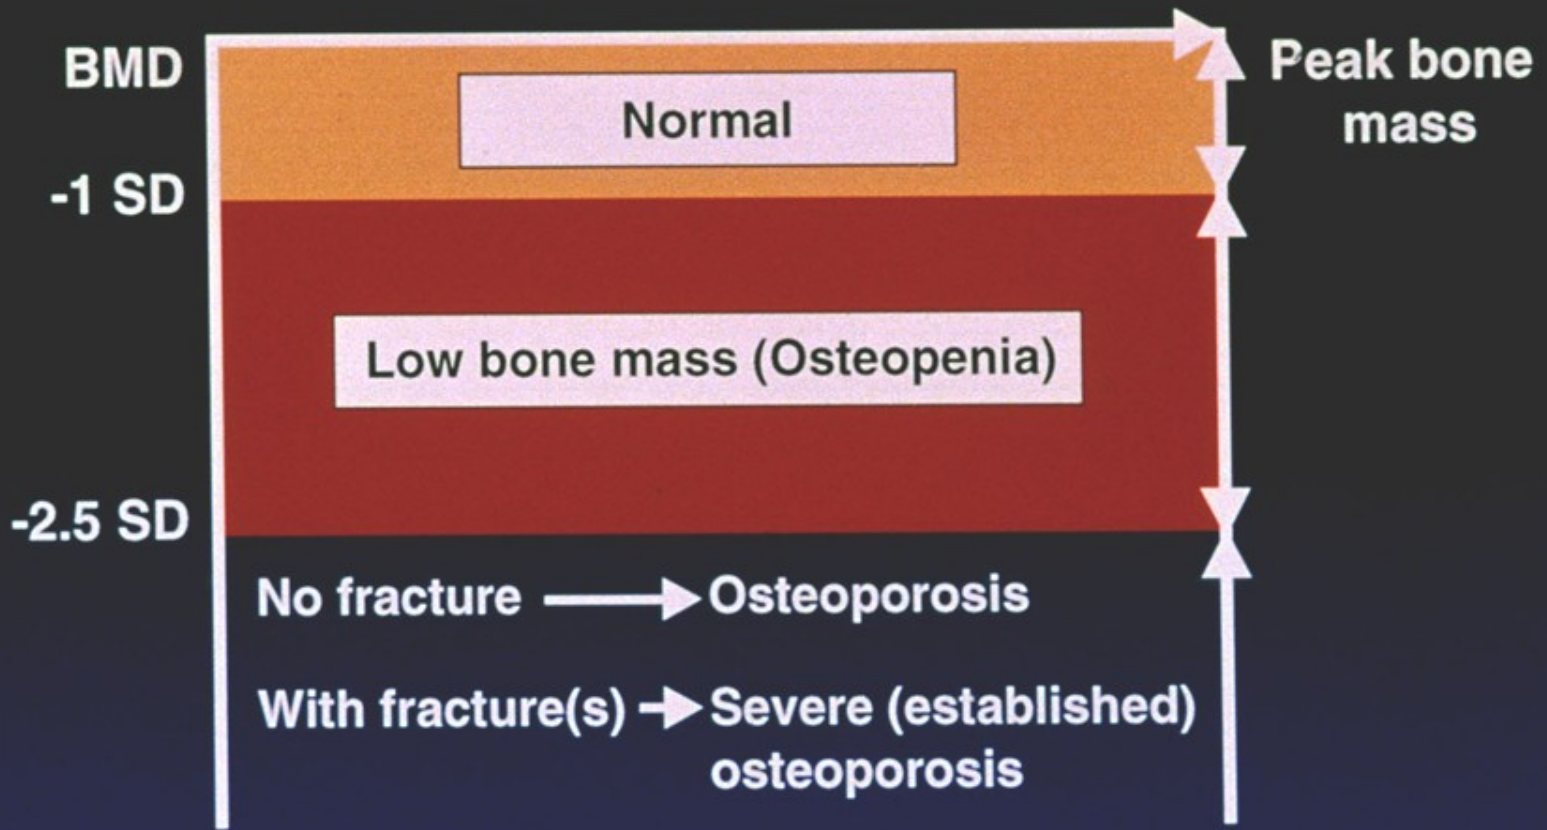 BMD
Peak bone
mass
Normal
-1 SD
Low bone mass (Osteopenia)
-2.5 SD
No fracture Osteoporosis
With fracture(s) Severe (established)
osteoporosis